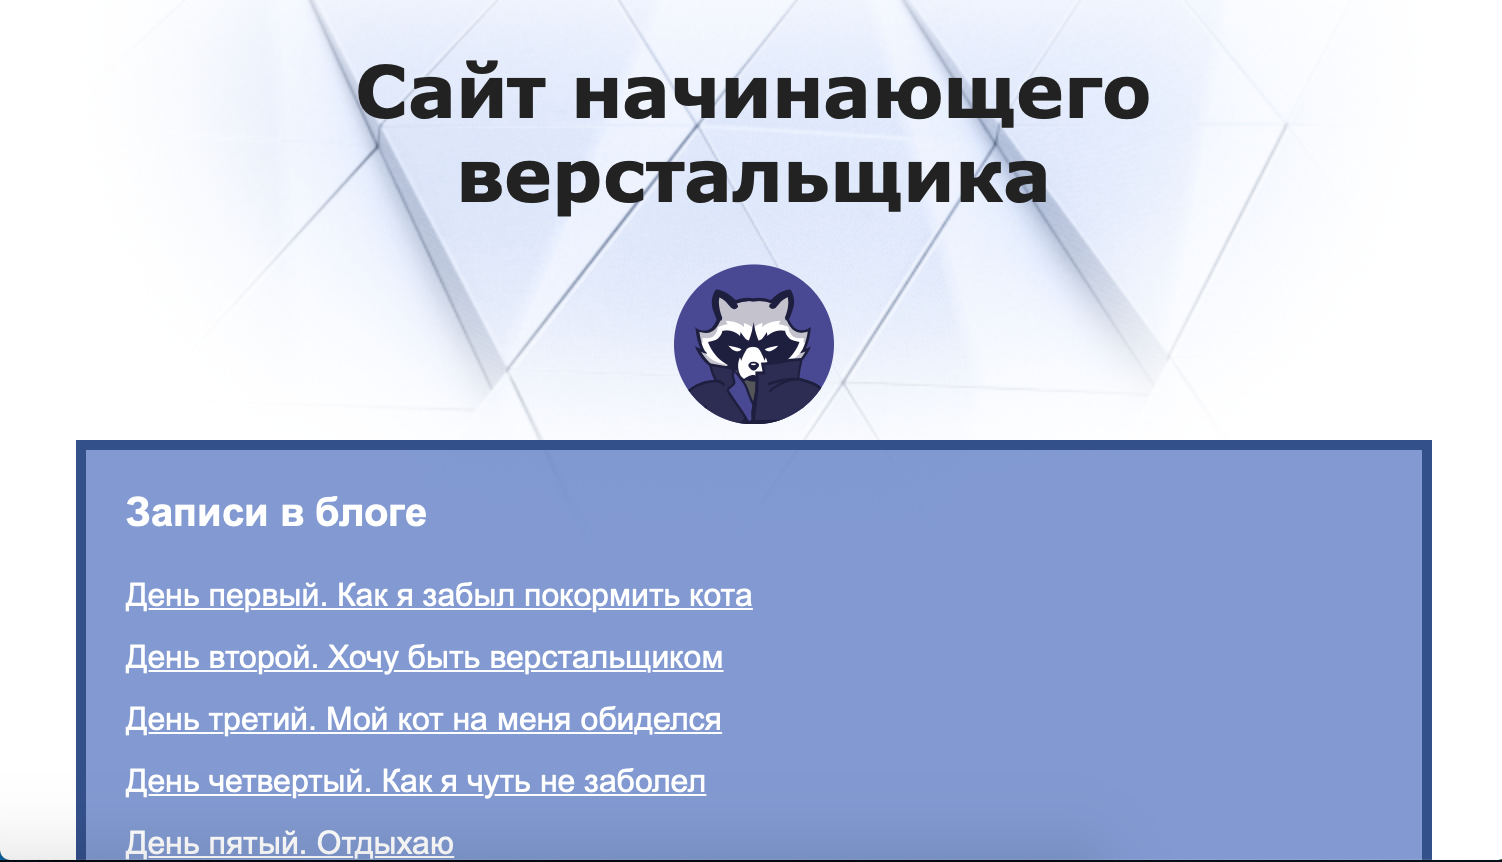 Сайт начинающего
верстальщика
Записи в блоге
День первый. Как я забыл покормить кота
День второй. Хочу быть верстальщиком
День третий. Мой кот на меня обиделся
День четвертый. Как я чуть не заболел
День пятый. Отдыхаю